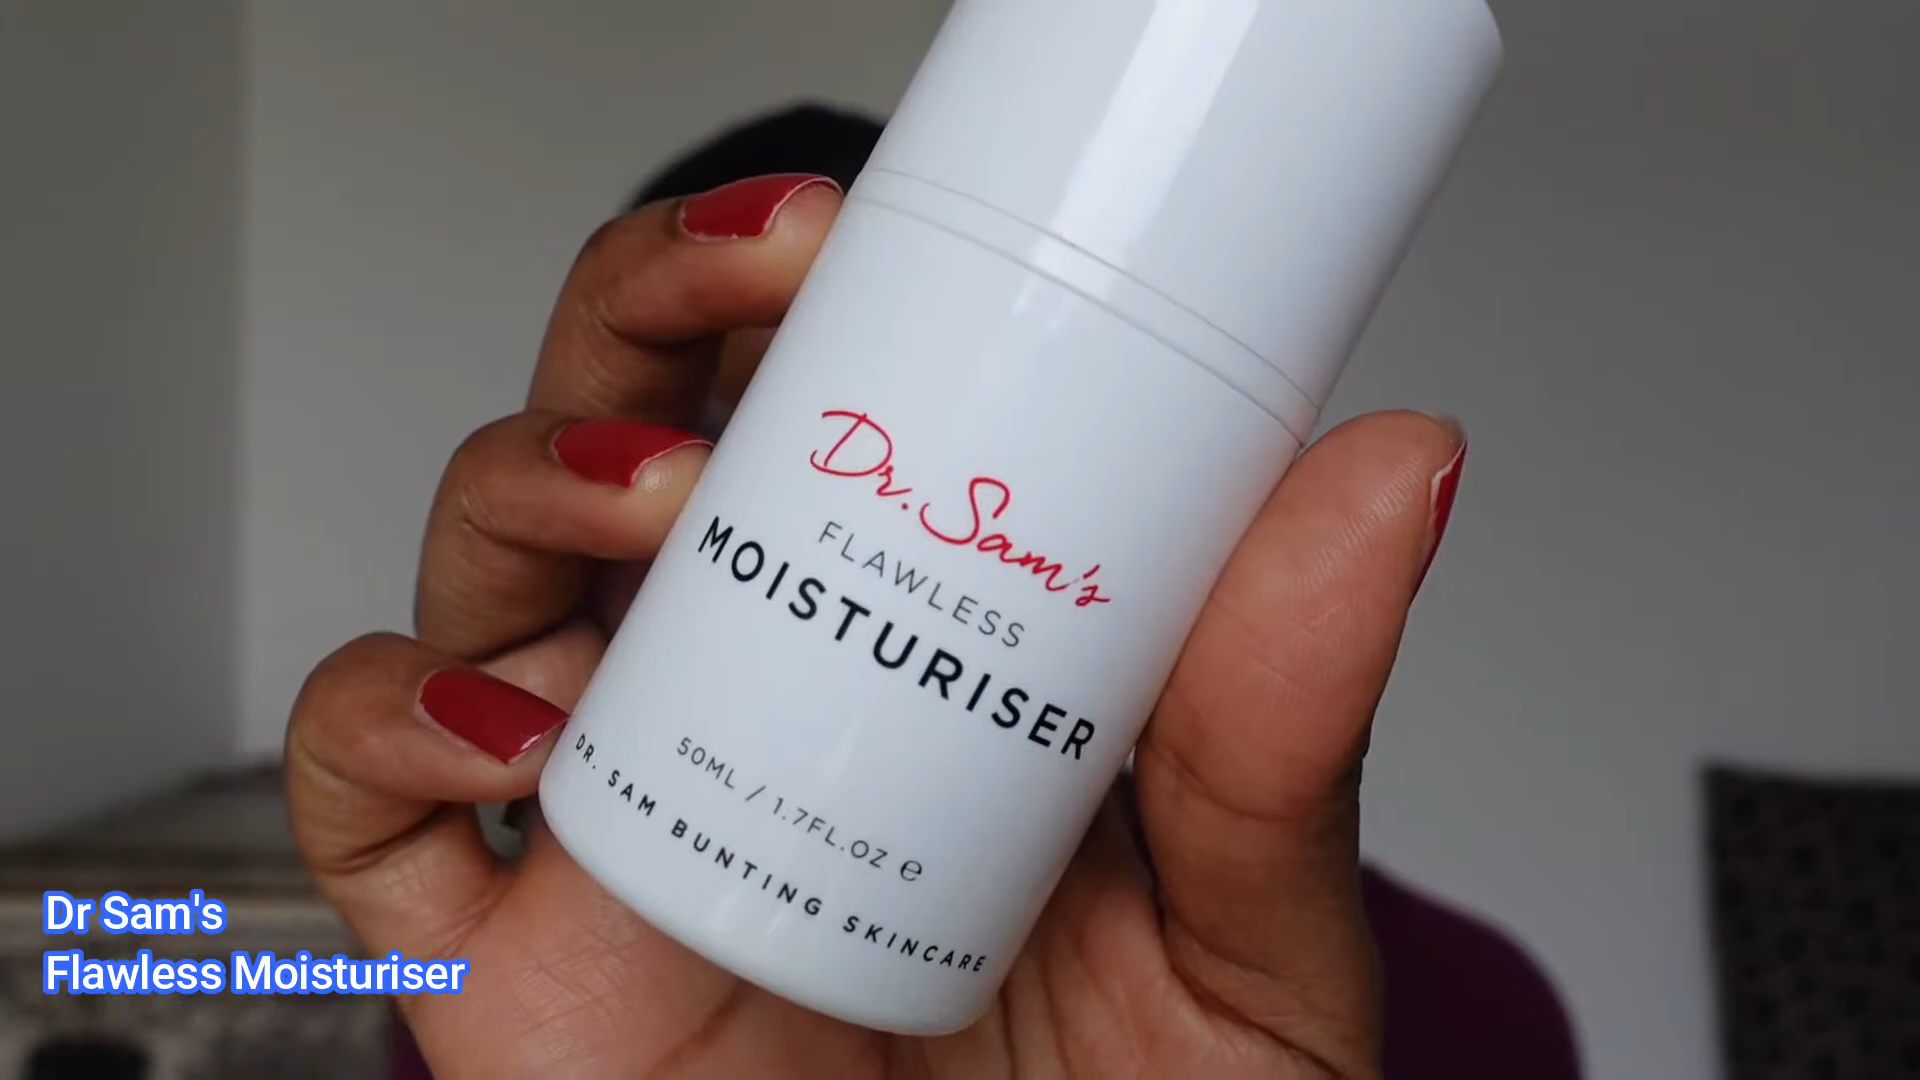 Dr. Sam's
FLAWLESS
MOISTURISER
50ML / 1.7FL.OZ ℮
DR. SAM BUNTING SKINCARE
Dr Sam's
Flawless Moisturiser